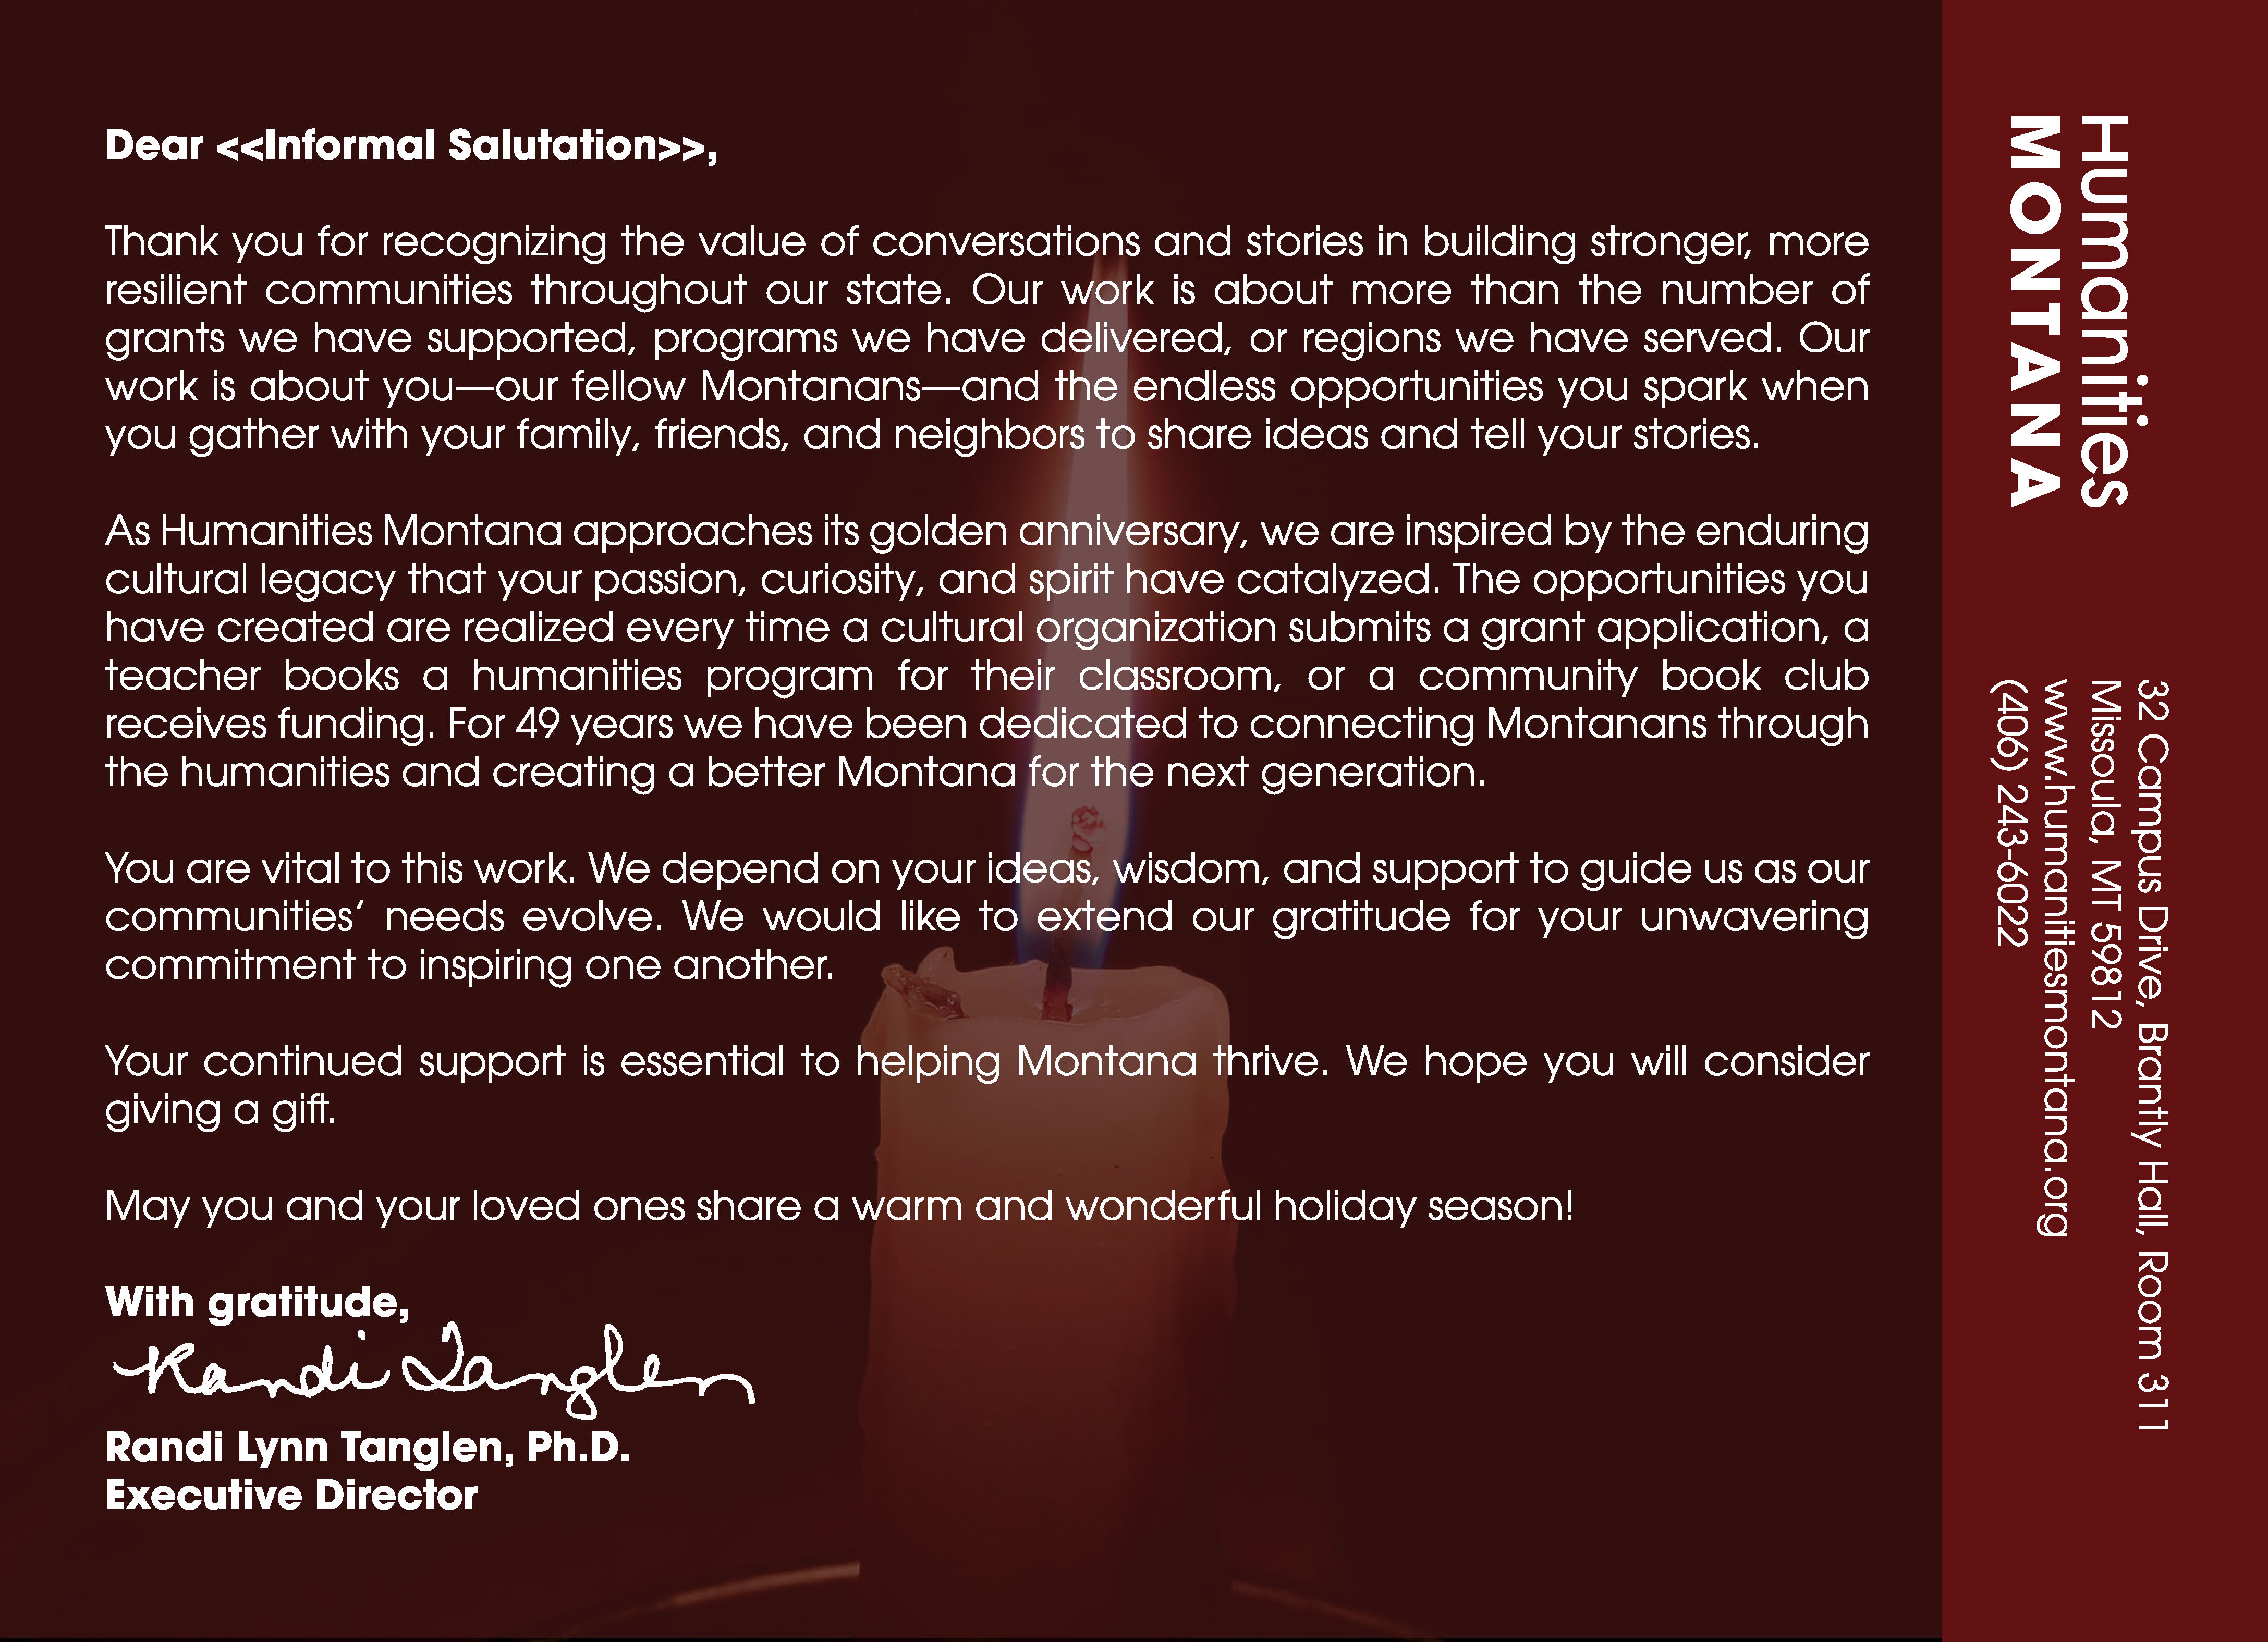 Dear <<Informal Salutation>>,
Thank you for recognizing the value of conversations and stories in building stronger, more
resilient communities throughout our state. Our work is about more than the number of
grants we have supported, programs we have delivered, or regions we have served. Our
work is about you—our fellow Montanans—and the endless opportunities you spark when
you gather with your family, friends, and neighbors to share ideas and tell your stories.
As Humanities Montana approaches its golden anniversary, we are inspired by the enduring
cultural legacy that your passion, curiosity, and spirit have catalyzed. The opportunities you
have created are realized every time a cultural organization submits a grant application, a
teacher books a humanities program for their classroom, or a community book club
receives funding. For 49 years we have been dedicated to connecting Montanans through
the humanities and creating a better Montana for the next generation.
You are vital to this work. We depend on your ideas, wisdom, and support to guide us as our
communities’ needs evolve. We would like to extend our gratitude for your unwavering
commitment to inspiring one another.
Your continued support is essential to helping Montana thrive. We hope you will consider
giving a gift.
May you and your loved ones share a warm and wonderful holiday season!
With gratitude,
Randi Tanglen
Randi Lynn Tanglen, Ph.D.
Executive Director
Humanities
MONTANA
32 Campus Drive, Brantly Hall, Room 311
Missoula, MT 59812
www.humanitiesmontana.org
(406) 243-6022